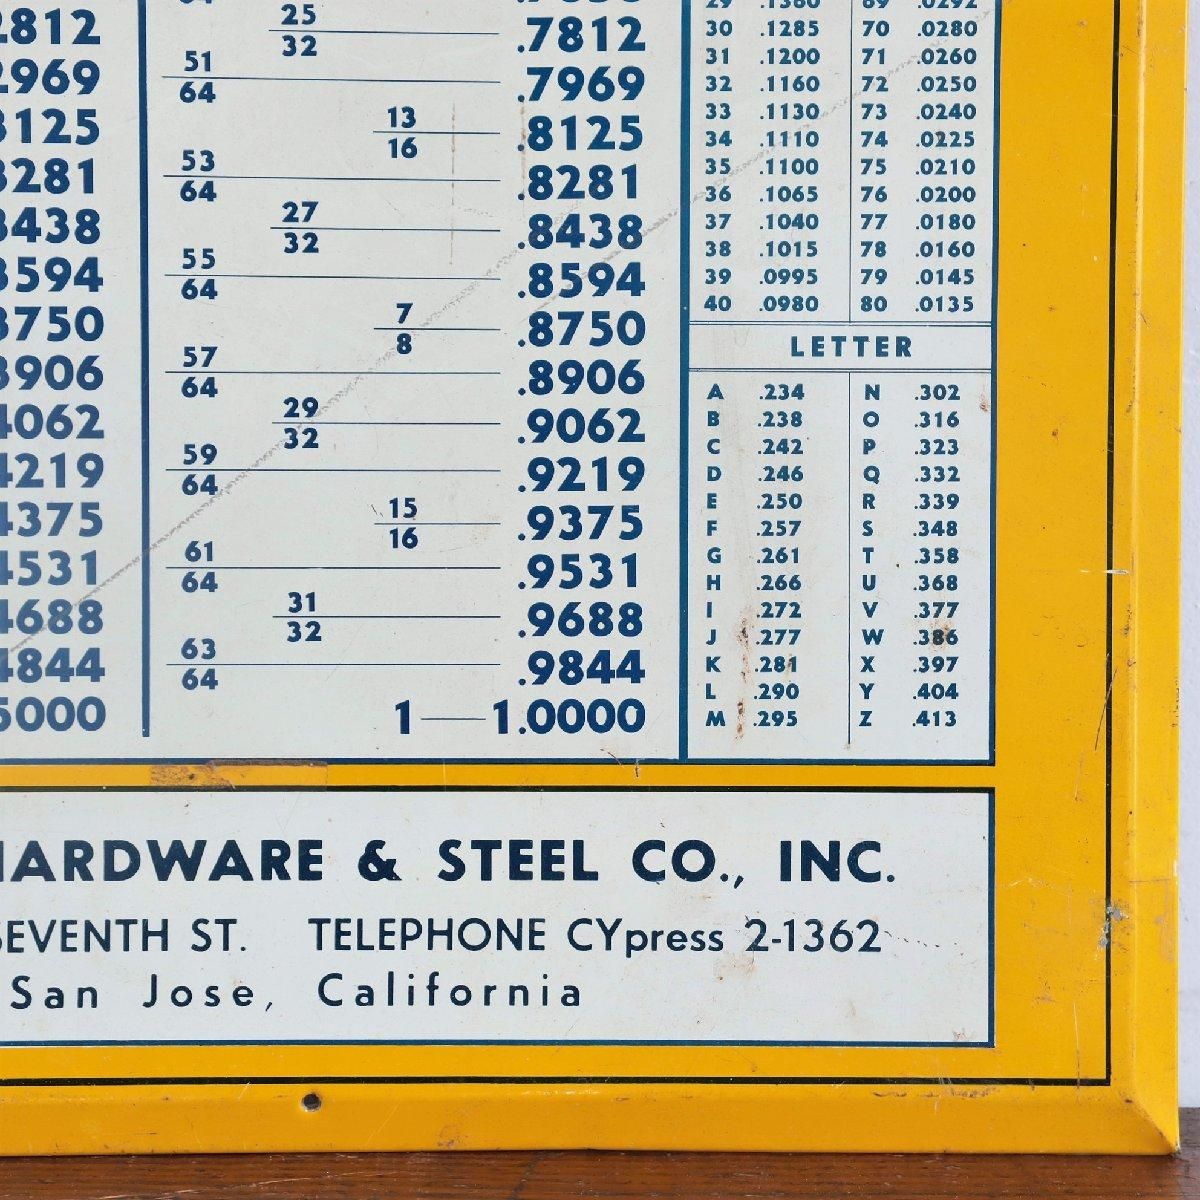 25
32 .7812
51
64 .7969
13
16 .8125
53
64 .8281
27
32 .8438
55
64 .8594
7
8 .8750
57
64 .8906
29
32 .9062
59
64 .9219
15
16 .9375
61
64 .9531
31
32 .9688
63
64 .9844
1 1.0000
2812
2969
3125
3281
3438
3594
3750
3906
4062
4219
4375
4531
4688
4844
5000
29 .1360 69 .0292
30 .1285 70 .0280
31 .1200 71 .0260
32 .1160 72 .0250
33 .1130 73 .0240
34 .1110 74 .0225
35 .1100 75 .0210
36 .1065 76 .0200
37 .1040 77 .0180
38 .1015 78 .0160
39 .0995 79 .0145
40 .0980 80 .0135
LETTER
A .234 N .302
B .238 O .316
C .242 P .323
D .246 Q .332
E .250 R .339
F .257 S .348
G .261 T .358
H .266 U .368
I .272 V .377
J .277 W .386
K .281 X .397
L .290 Y .404
M .295 Z .413
HARDWARE & STEEL CO., INC.
SEVENTH ST. TELEPHONE CYpress 2-1362
San Jose, California